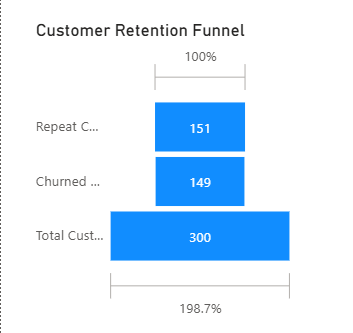 Customer Retention Funnel
100%
Repeat C...
151
Churned ...
149
Total Cust...
300
198.7%